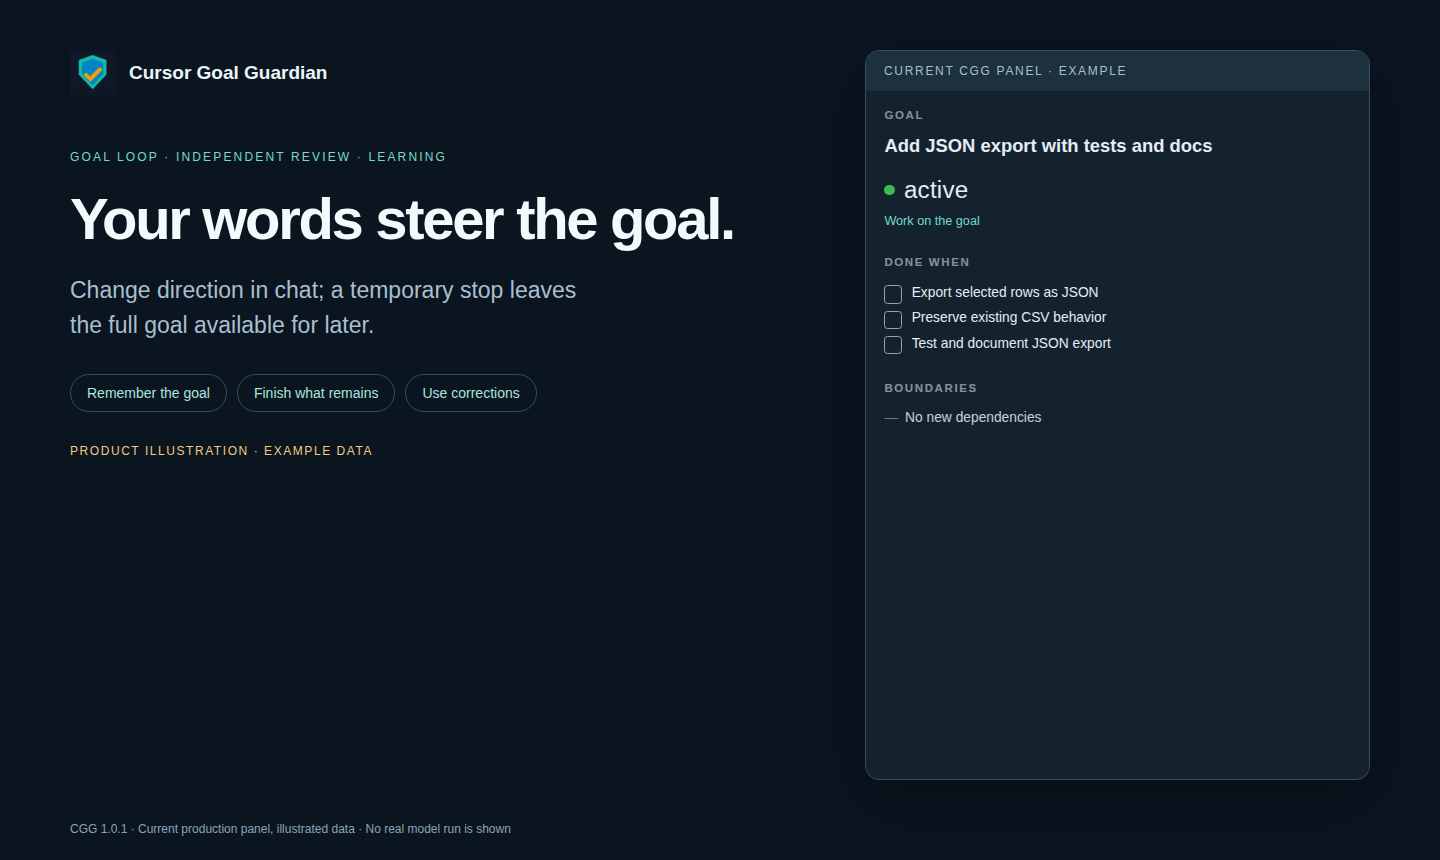 Cursor Goal Guardian
GOAL LOOP · INDEPENDENT REVIEW · LEARNING
Your words steer the goal.
Change direction in chat; a temporary stop leaves
the full goal available for later.
Remember the goal
Finish what remains
Use corrections
PRODUCT ILLUSTRATION · EXAMPLE DATA
CURRENT CGG PANEL · EXAMPLE
GOAL
Add JSON export with tests and docs
active
Work on the goal
DONE WHEN
Export selected rows as JSON
Preserve existing CSV behavior
Test and document JSON export
BOUNDARIES
— No new dependencies
CGG 1.0.1 · Current production panel, illustrated data · No real model run is shown